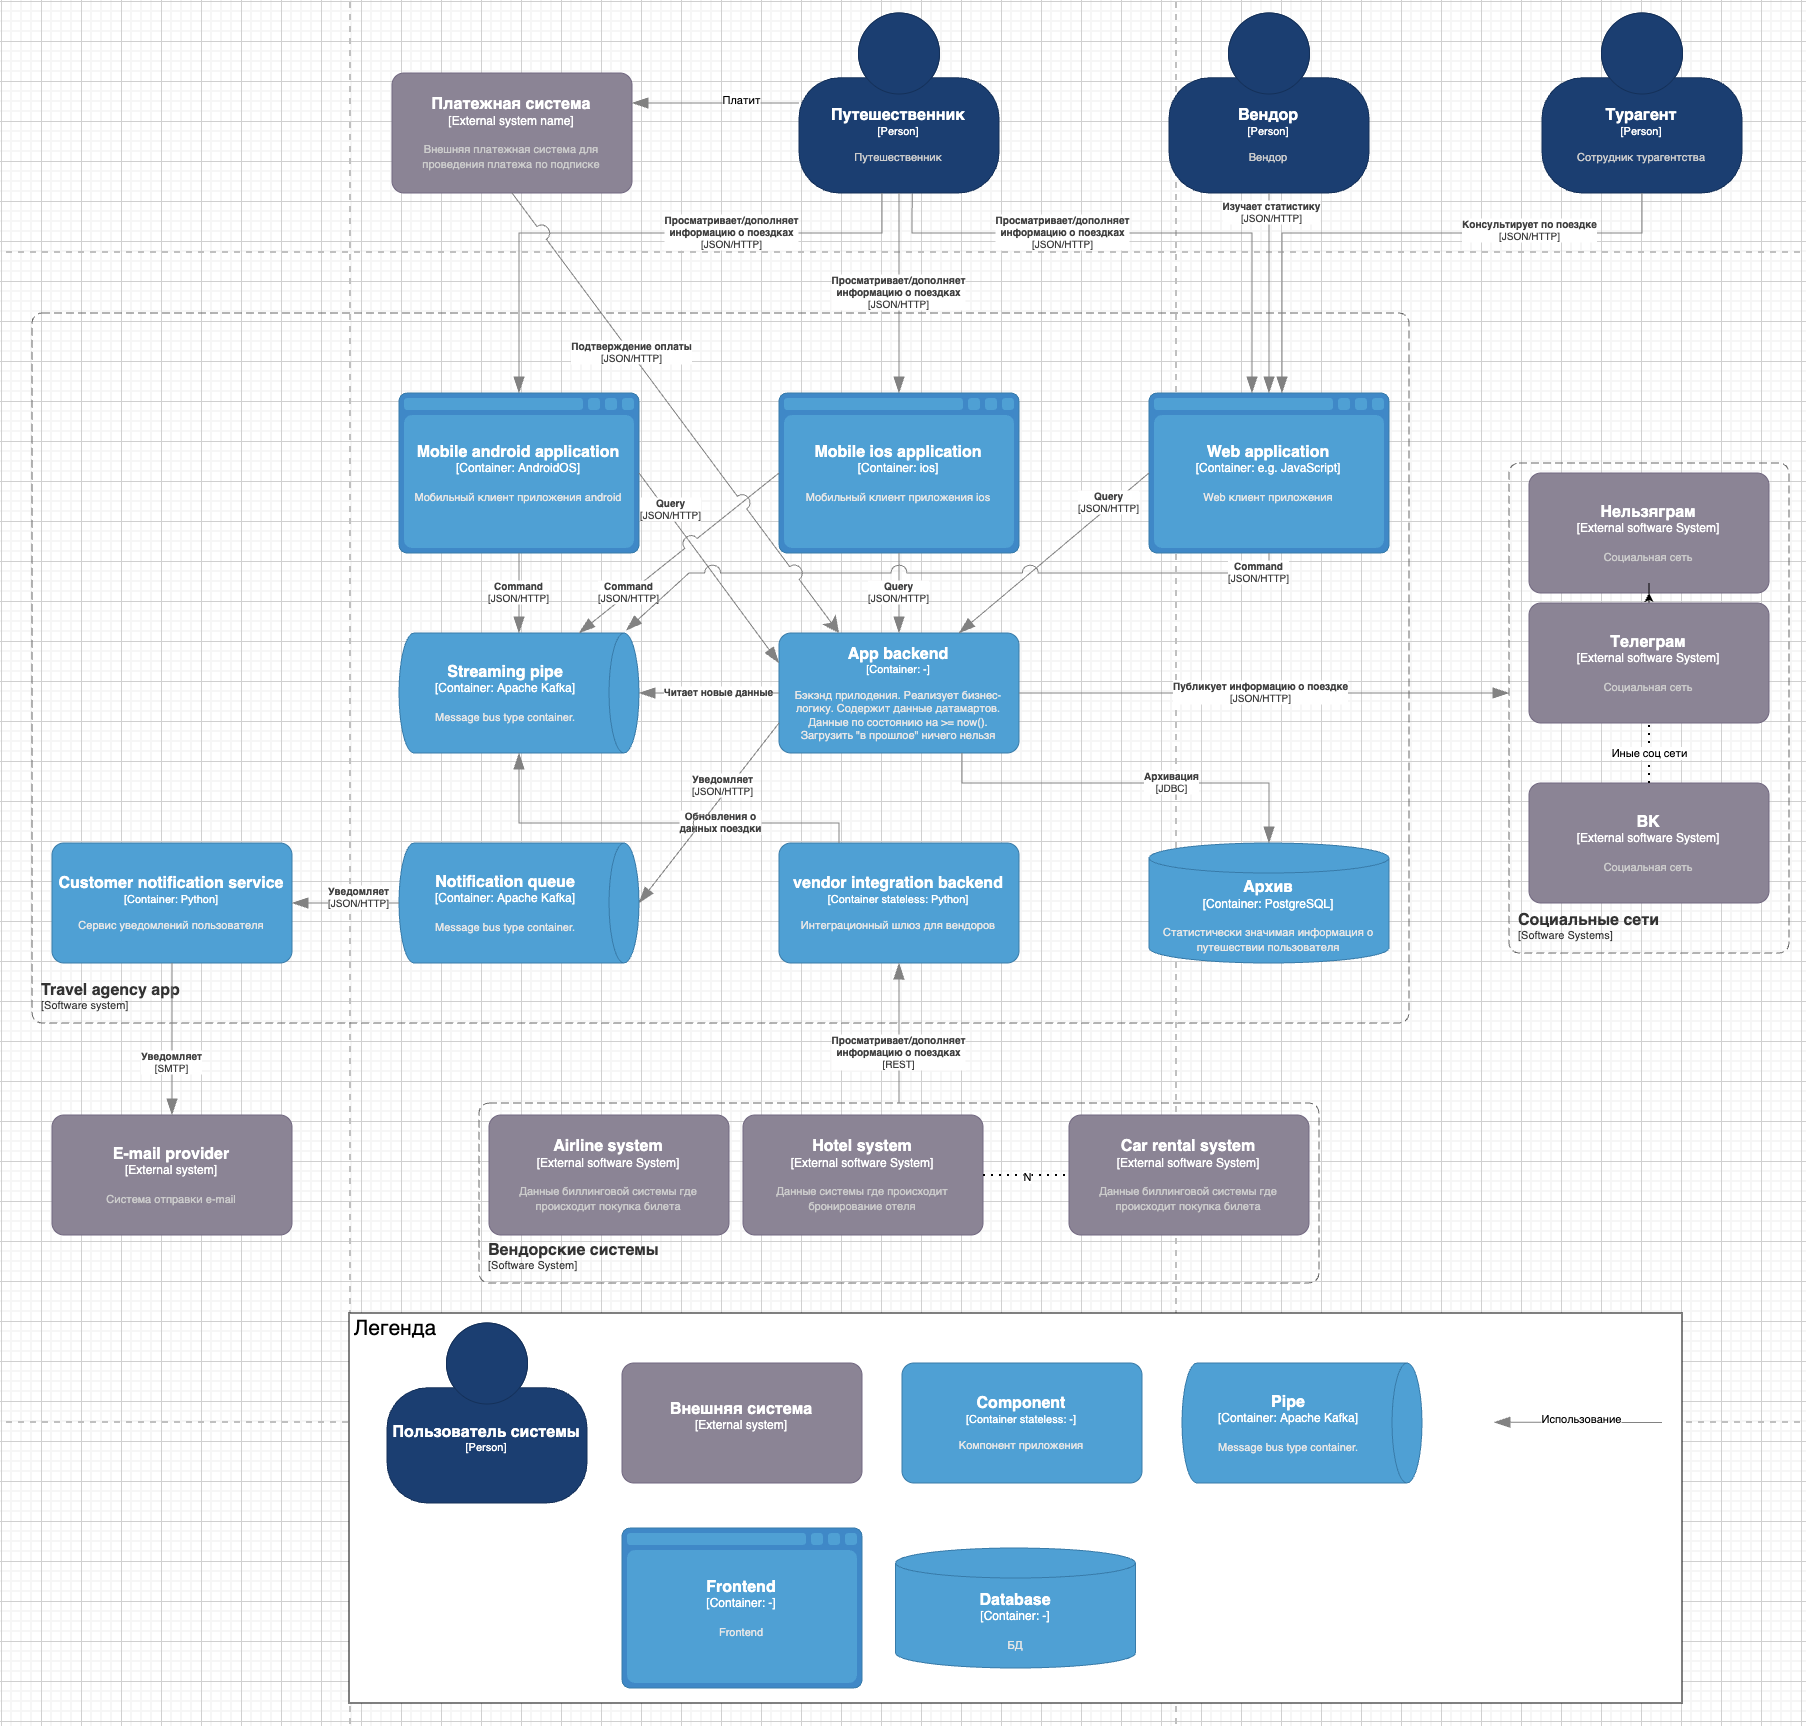 Платежная система
[External system name]
Внешняя платежная система для
проведения платежа по подписке
Платит
Путешественник
[Person]
Путешественник
Вендор
[Person]
Вендор
Турагент
[Person]
Сотрудник турагентства
Просматривает/дополняет
информацию о поездках
[JSON/HTTP]
Просматривает/дополняет
информацию о поездках
[JSON/HTTP]
Изучает статистику
[JSON/HTTP]
Консультирует по поездке
[JSON/HTTP]
Просматривает/дополняет
информацию о поездках
[JSON/HTTP]
Подтверждение оплаты
[JSON/HTTP]
Mobile android application
[Container: AndroidOS]
Мобильный клиент приложения android
Mobile ios application
[Container: ios]
Мобильный клиент приложения ios
Web application
[Container: e.g. JavaScript]
Web клиент приложения
Query
[JSON/HTTP]
Query
[JSON/HTTP]
Command
[JSON/HTTP]
Command
[JSON/HTTP]
Query
[JSON/HTTP]
Command
[JSON/HTTP]
Нельзяграм
[External software System]
Социальная сеть
Телеграм
[External software System]
Социальная сеть
Иные соц сети
ВК
[External software System]
Социальная сеть
Социальные сети
[Software Systems]
Streaming pipe
[Container: Apache Kafka]
Message bus type container.
Читает новые данные
App backend
[Container: -]
Бэкэнд прилодения. Реализует бизнес-
логику. Содержит данные датамартов.
Данные по состоянию на >= now().
Загрузить "в прошлое" ничего нельзя
Публикует информацию о поездке
[JSON/HTTP]
Уведомляет
[JSON/HTTP]
Архивация
[JDBC]
Обновления о
данных поездки
Customer notification service
[Container: Python]
Сервис уведомлений пользователя
Уведомляет
[JSON/HTTP]
Notification queue
[Container: Apache Kafka]
Message bus type container.
vendor integration backend
[Container stateless: Python]
Интеграционный шлюз для вендоров
Архив
[Container: PostgreSQL]
Статистически значимая информация о
путешествии пользователя
Travel agency app
[Software system]
Уведомляет
[SMTP]
Просматривает/дополняет
информацию о поездках
[REST]
E-mail provider
[External system]
Система отправки e-mail
Airline system
[External software System]
Данные биллинговой системы где
происходит покупка билета
Hotel system
[External software System]
Данные системы где происходит
бронирование отеля
N
Car rental system
[External software System]
Данные биллинговой системы где
происходит покупка билета
Вендорские системы
[Software System]
Легенда
Пользователь системы
[Person]
Внешняя система
[External system]
Component
[Container stateless: -]
Компонент приложения
Pipe
[Container: Apache Kafka]
Message bus type container.
Использование
Frontend
[Container: -]
Frontend
Database
[Container: -]
БД